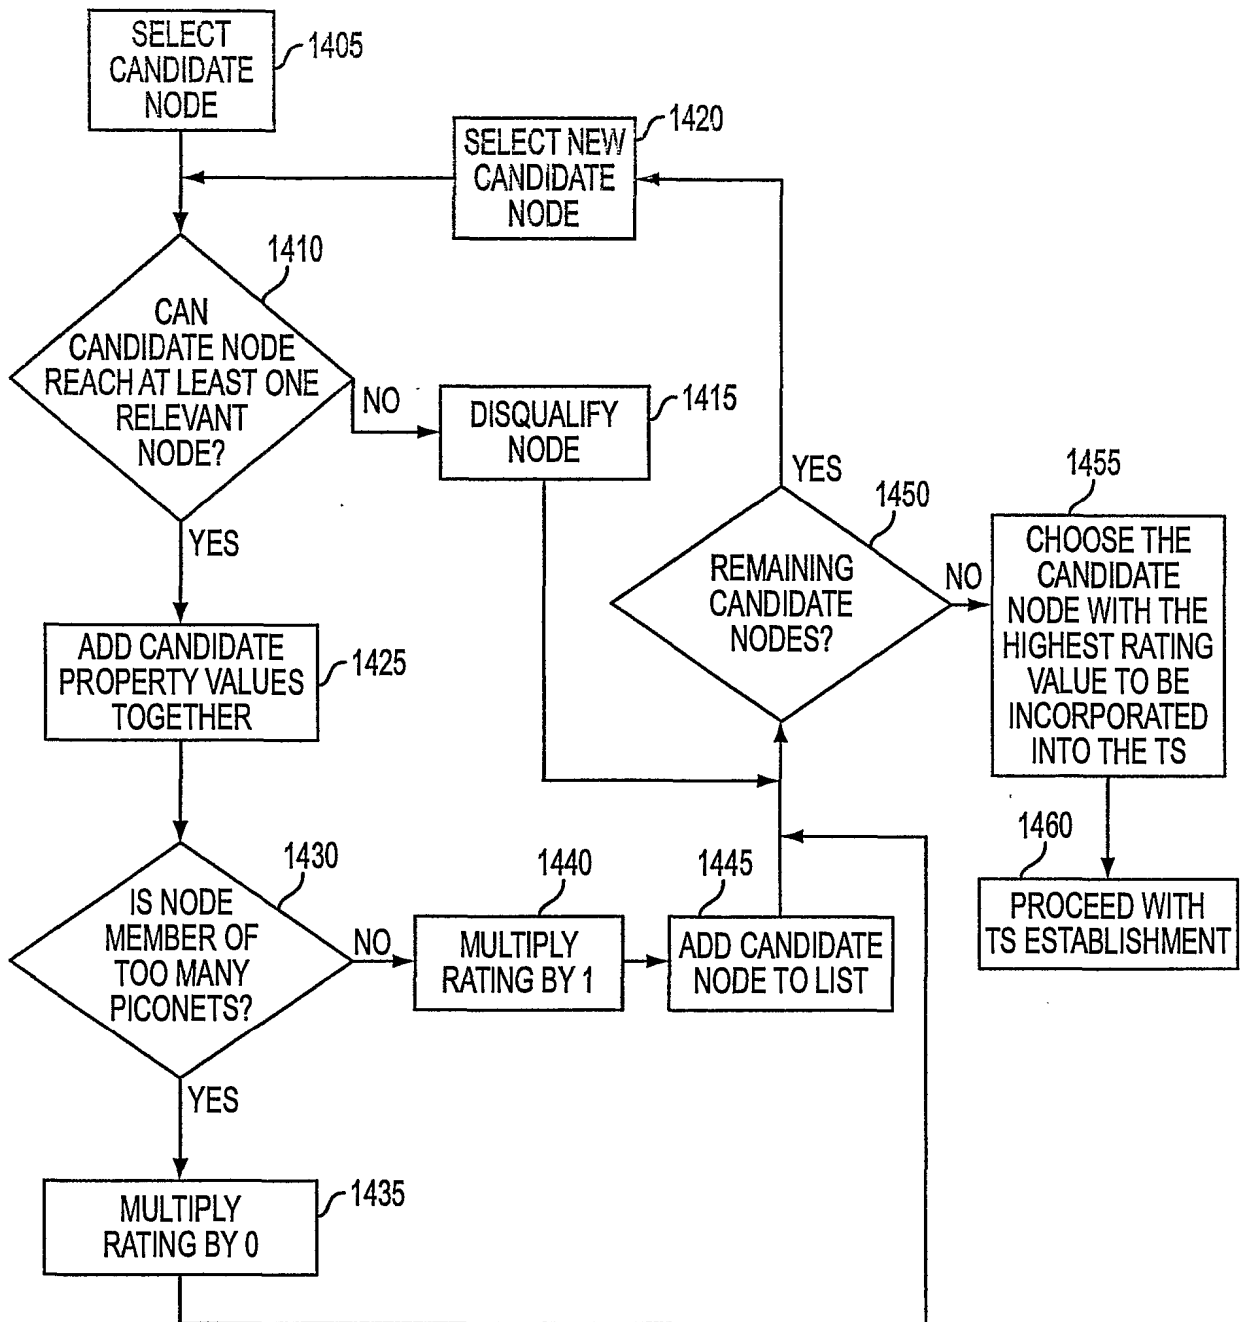 SELECT
CANDIDATE
NODE
1405
SELECT NEW
CANDIDATE
NODE
1420
1410
CAN
CANDIDATE NODE
REACH AT LEAST ONE
RELEVANT
NODE?
NO
DISQUALIFY
NODE
1415
YES
YES
1450
REMAINING
CANDIDATE
NODES?
NO
1455
CHOOSE THE
CANDIDATE
NODE WITH THE
HIGHEST RATING
VALUE TO BE
INCORPORATED
INTO THE TS
ADD CANDIDATE
PROPERTY VALUES
TOGETHER
1425
1460
PROCEED WITH
TS ESTABLISHMENT
1430
IS NODE
MEMBER OF
TOO MANY
PICONETS?
NO
1440
MULTIPLY
RATING BY 1
1445
ADD CANDIDATE
NODE TO LIST
YES
MULTIPLY
RATING BY 0
1435